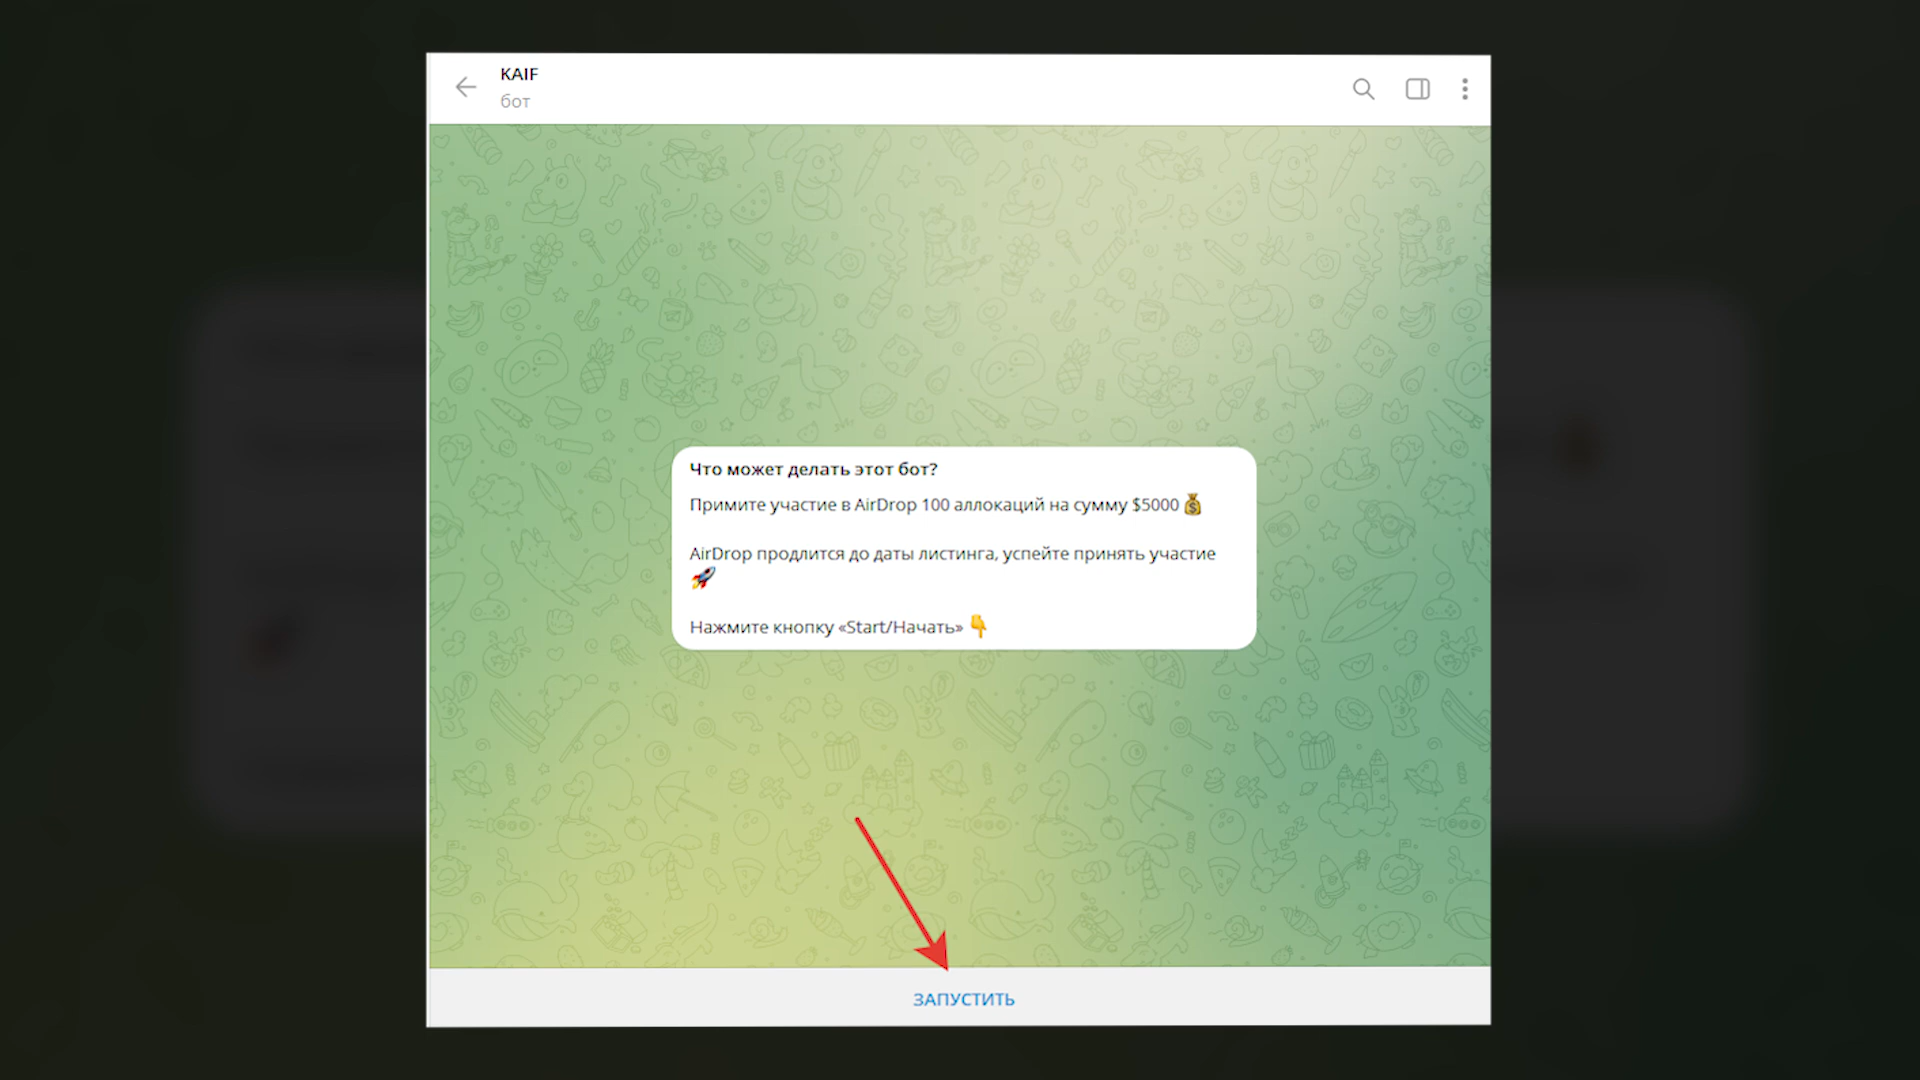 KAIF
бот
Что может делать этот бот?
Примите участие в AirDrop 100 аллокаций на сумму $5000 💰
AirDrop продлится до даты листинга, успейте принять участие
🚀
Нажмите кнопку «Start/Начать» 👇
ЗАПУСТИТЬ